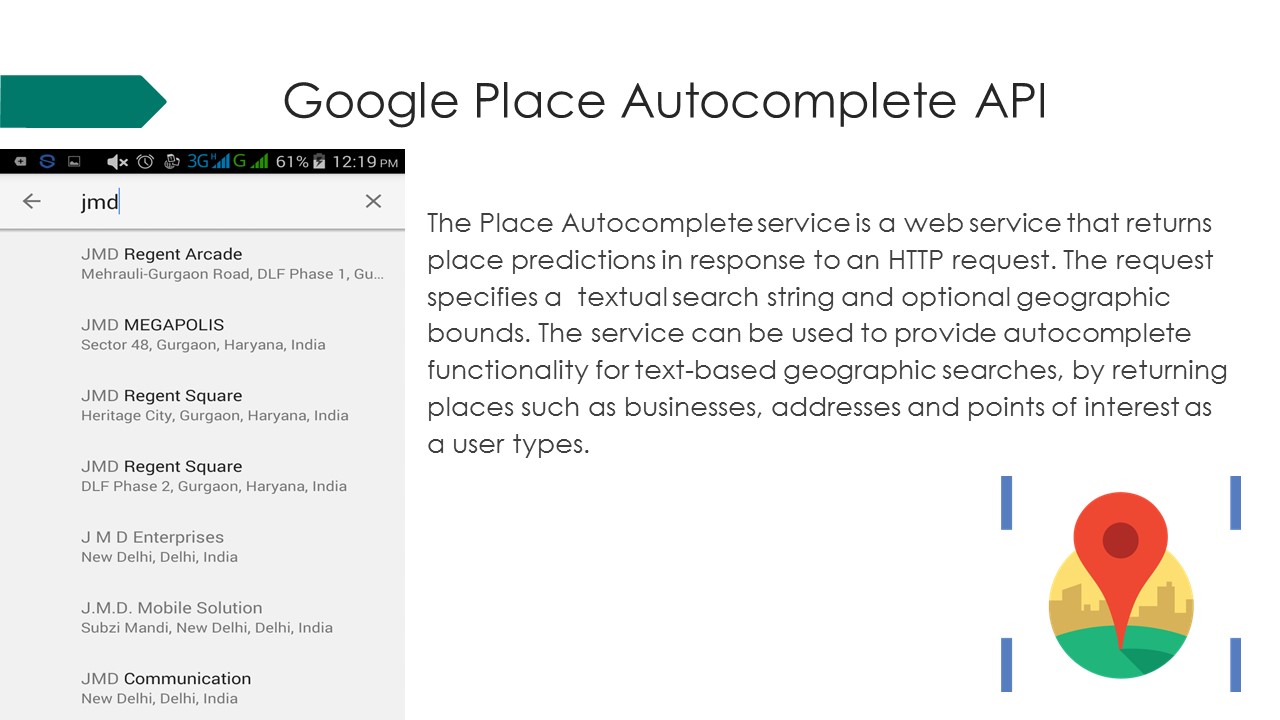 Google Place Autocomplete API
3G H G 61% 12:19 PM
jmd
JMD Regent Arcade
Mehrauli-Gurgaon Road, DLF Phase 1, Gu...
JMD MEGAPOLIS
Sector 48, Gurgaon, Haryana, India
JMD Regent Square
Heritage City, Gurgaon, Haryana, India
JMD Regent Square
DLF Phase 2, Gurgaon, Haryana, India
J M D Enterprises
New Delhi, Delhi, India
J.M.D. Mobile Solution
Subzi Mandi, New Delhi, Delhi, India
JMD Communication
New Delhi, Delhi, India
The Place Autocomplete service is a web service that returns
place predictions in response to an HTTP request. The request
specifies a textual search string and optional geographic
bounds. The service can be used to provide autocomplete
functionality for text-based geographic searches, by returning
places such as businesses, addresses and points of interest as
a user types.